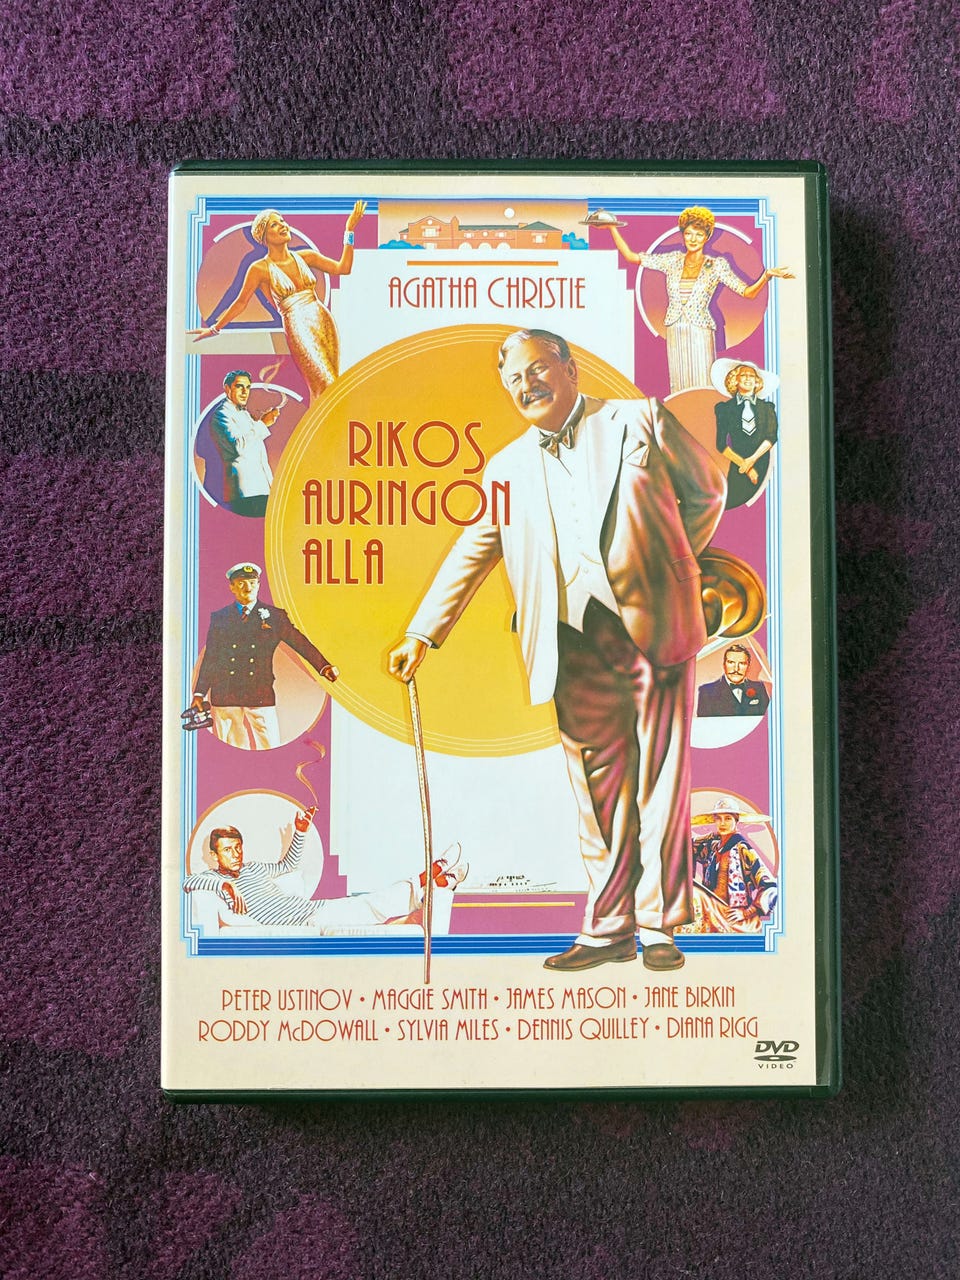 AGATHA CHRISTIE
RIKOS
AURINGON
ALLA
PETER USTINOV • MAGGIE SMITH • JAMES MASON • JANE BIRKIN
RODDY McDOWALL • SYLVIA MILES • DENNIS QUILLEY • DIANA RIGG
DVD
VIDEO